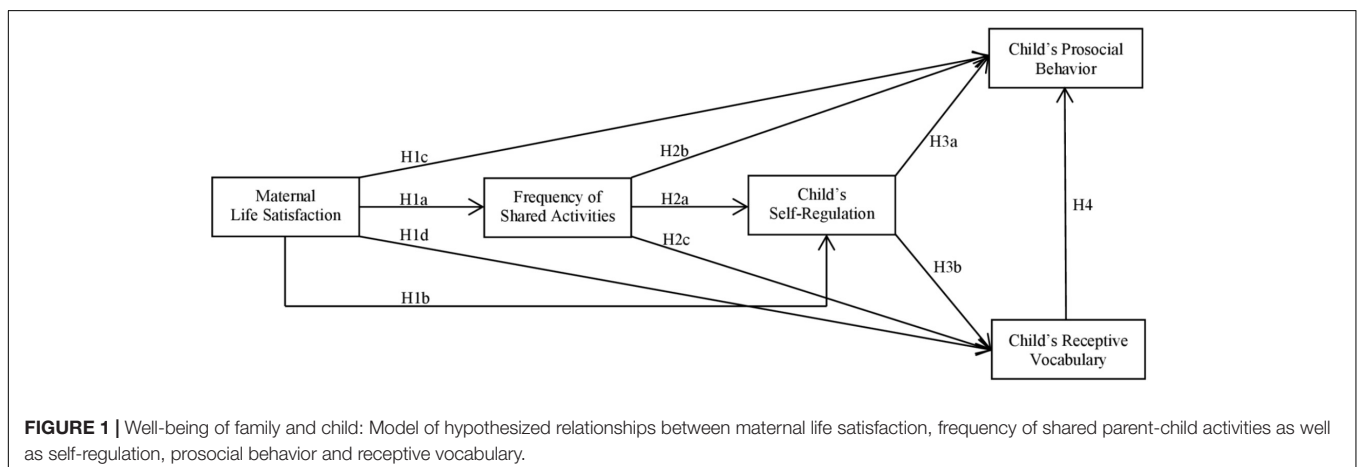 Child's Prosocial
Behavior
H1c
H2b
H3a
Maternal
Life Satisfaction
H1a
Frequency of
Shared Activities
H2a
Child's
Self-Regulation
H4
H1d
H2c
H3b
H1b
Child's Receptive
Vocabulary
FIGURE 1 | Well-being of family and child: Model of hypothesized relationships between maternal life satisfaction, frequency of shared parent-child activities as well
as self-regulation, prosocial behavior and receptive vocabulary.